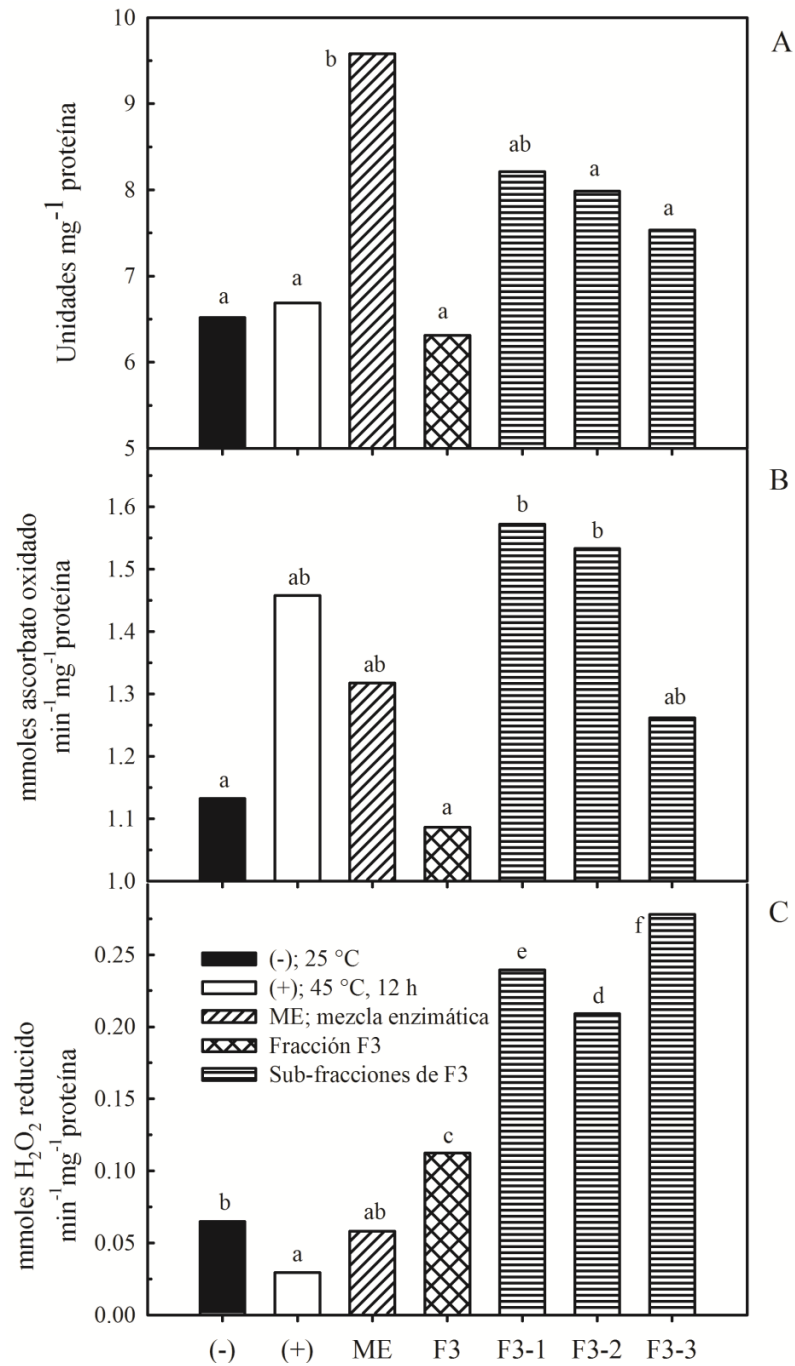 A
Unidades mg⁻¹ proteína
10
9
8
7
6
5
a
a
b
a
ab
a
a
B
mmoles ascorbato oxidado
min⁻¹mg⁻¹proteína
1.6
1.5
1.4
1.3
1.2
1.1
1.0
a
ab
ab
a
b
b
ab
C
mmoles H₂O₂ reducido
min⁻¹mg⁻¹proteína
0.25
0.20
0.15
0.10
0.05
0.00
(-); 25 °C
(+); 45 °C, 12 h
ME; mezcla enzimática
Fracción F3
Sub-fracciones de F3
b
a
ab
c
e
d
f
(-) (+) ME F3 F3-1 F3-2 F3-3